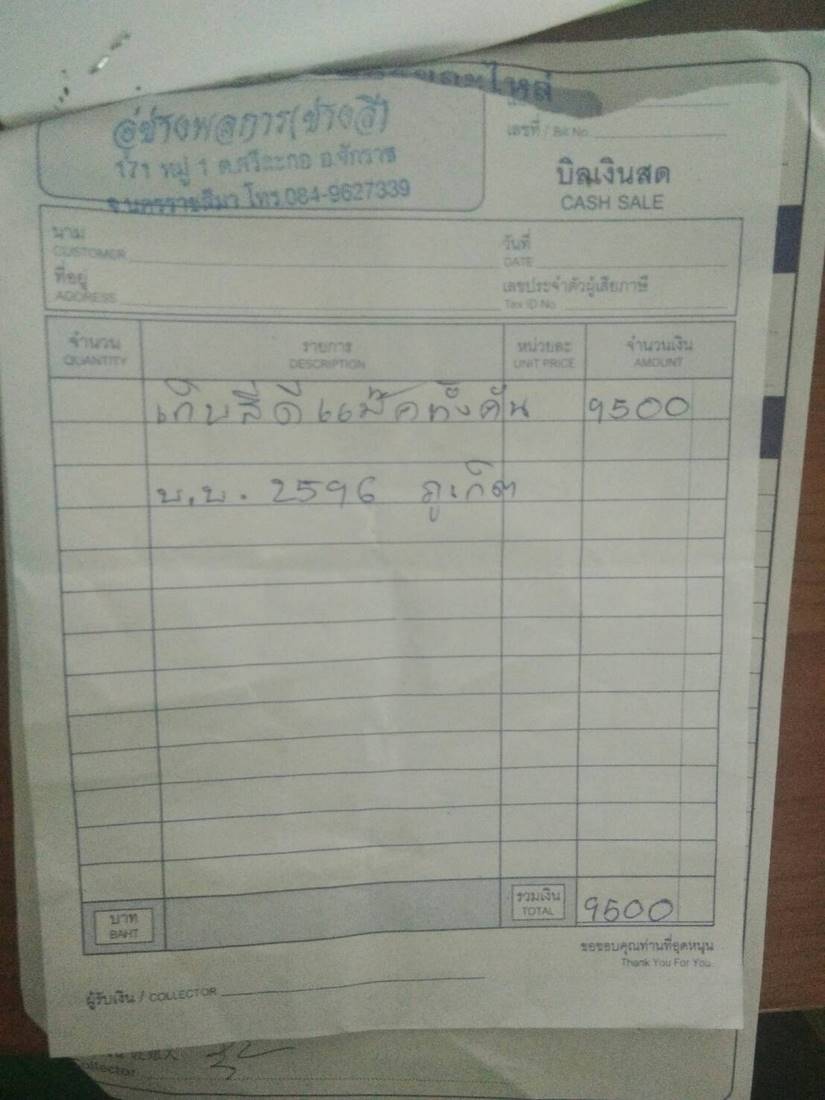 อู่ช่างพลการ(ช่างสี)
171 หมู่ 1 ต.ศรีละกอ อ.จักราช
จ.นครราชสีมา โทร.084-9627339
เลขที่ / Bill No.
บิลเงินสด
CASH SALE
นาม
CUSTOMER
วันที่
DATE
ที่อยู่
ADDRESS
เลขประจำตัวผู้เสียภาษี
Tax ID No.
จำนวน รายการ หน่วยละ จำนวนเงิน
QUANTITY DESCRIPTION UNIT PRICE AMOUNT
เก็บสีดีแม๊คทั้งคัน 9500
บ.บ. 2596 ภูเก็ต
บาท
BAHT
รวมเงิน
TOTAL
9500
ขอขอบคุณท่านที่อุดหนุน
Thank You For You
ผู้รับเงิน / COLLECTOR
ollector